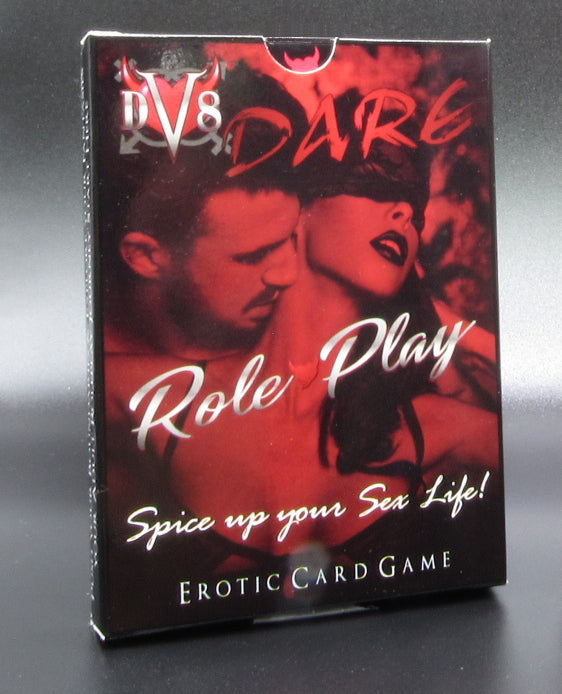 DV8
DARE
Role Play
Spice up your Sex Life!
EROTIC CARD GAME